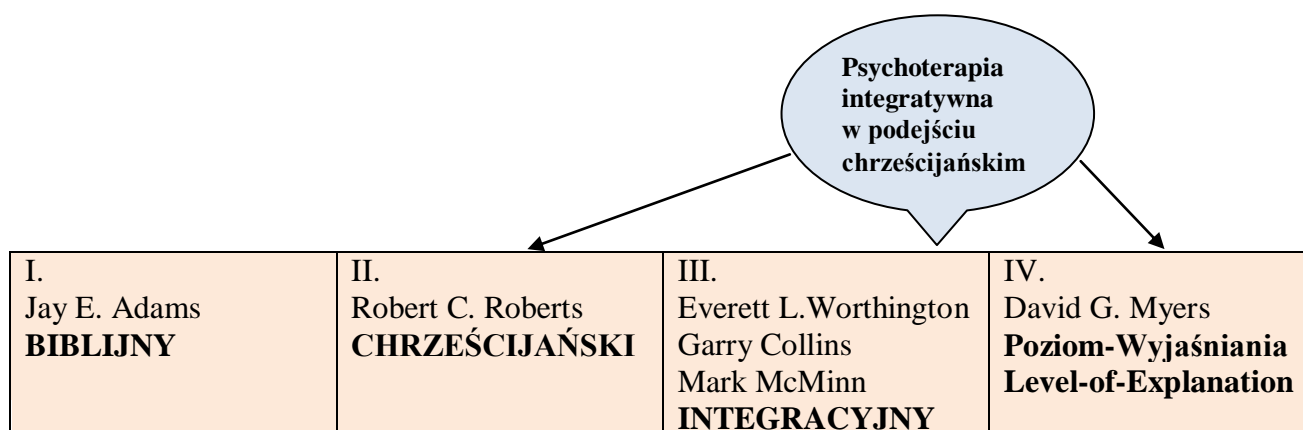 Psychoterapia
integratywna
w podejściu
chrześcijańskim
I.
Jay E. Adams
BIBLIJNY
II.
Robert C. Roberts
CHRZEŚCIJAŃSKI
III.
Everett L.Worthington
Garry Collins
Mark McMinn
INTEGRACYJNY
IV.
David G. Myers
Poziom-Wyjaśniania
Level-of-Explanation